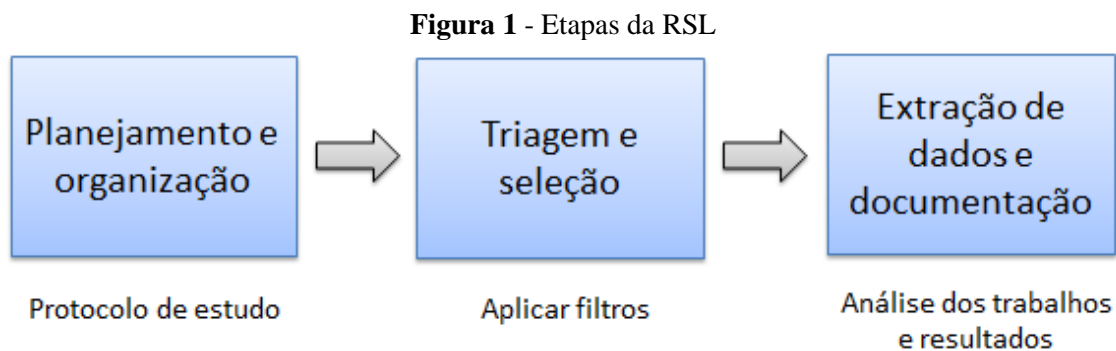 Figura 1 - Etapas da RSL
Planejamento e
organização
Triagem e
seleção
Extração de
dados e
documentação
Protocolo de estudo
Aplicar filtros
Análise dos trabalhos
e resultados